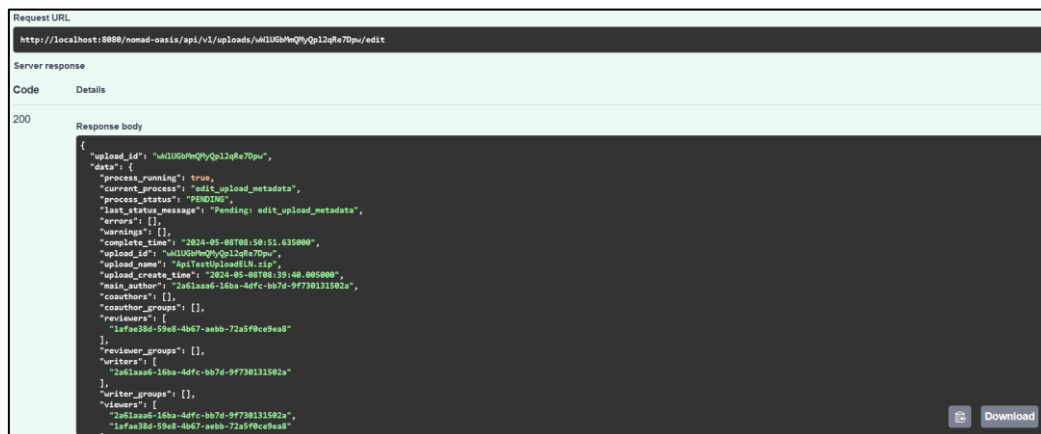 Request URL
http://localhost:8080/nomad-oasis/api/v1/uploads/wWlUGbMmQMyQpl2qRe7Dpw/edit
Server response
Code Details
200
Response body
{
"upload_id": "wWlUGbMmQMyQpl2qRe7Dpw",
"data": {
"process_running": true,
"current_process": "edit_upload_metadata",
"process_status": "PENDING",
"last_status_message": "Pending: edit_upload_metadata",
"errors": [],
"warnings": [],
"complete_time": "2024-05-08T08:50:51.635000",
"upload_id": "wWlUGbMmQMyQpl2qRe7Dpw",
"upload_name": "ApiTestUploadELN.zip",
"upload_create_time": "2024-05-08T08:39:40.005000",
"main_author": "2a61aaa6-16ba-4dfc-bb7d-9f730131502a",
"coauthors": [],
"coauthor_groups": [],
"reviewers": [
"1afae38d-59e8-4b67-aebb-72a5f0ce9ea8"
],
"reviewer_groups": [],
"writers": [
"2a61aaa6-16ba-4dfc-bb7d-9f730131502a"
],
"writer_groups": [],
"viewers": [
"2a61aaa6-16ba-4dfc-bb7d-9f730131502a",
"1afae38d-59e8-4b67-aebb-72a5f0ce9ea8"
Download